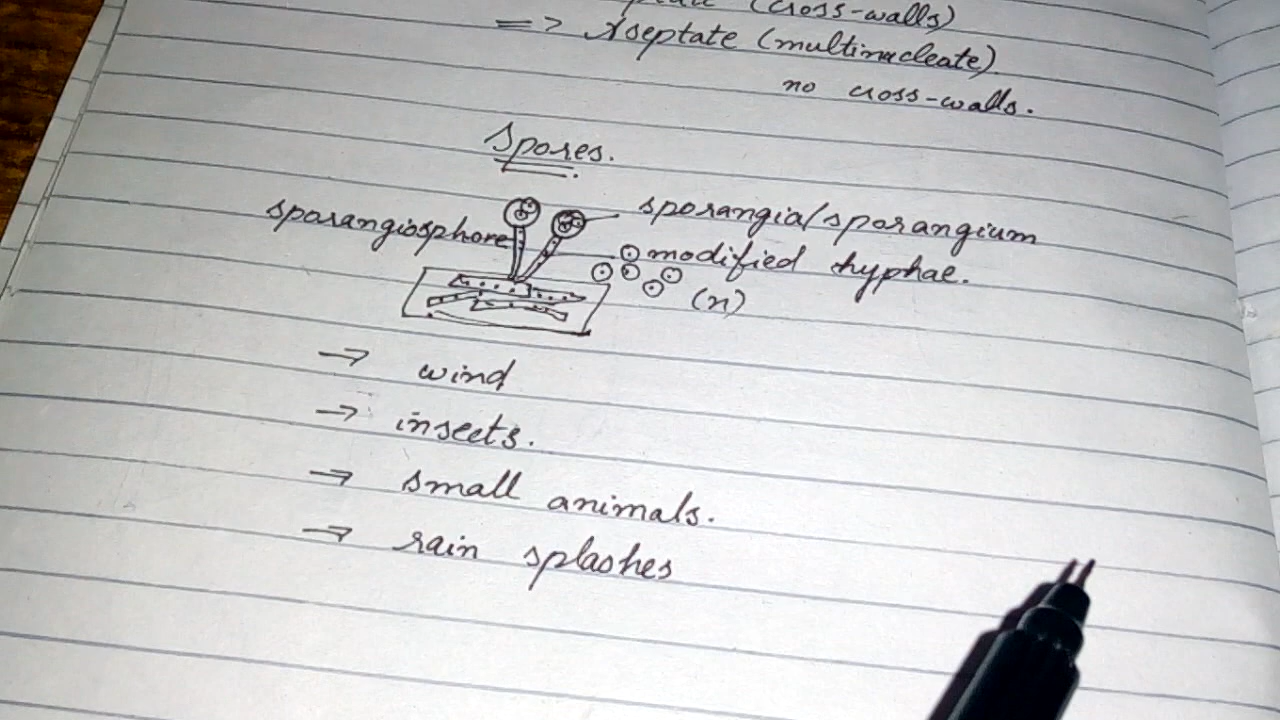 (cross-walls)
=> Aseptate (multinucleate)
no cross-walls.
Spores.
sporangiosphore
sporangia/sporangium
modified hyphae.
(n)
→ wind
→ insects.
→ small animals.
→ rain splashes